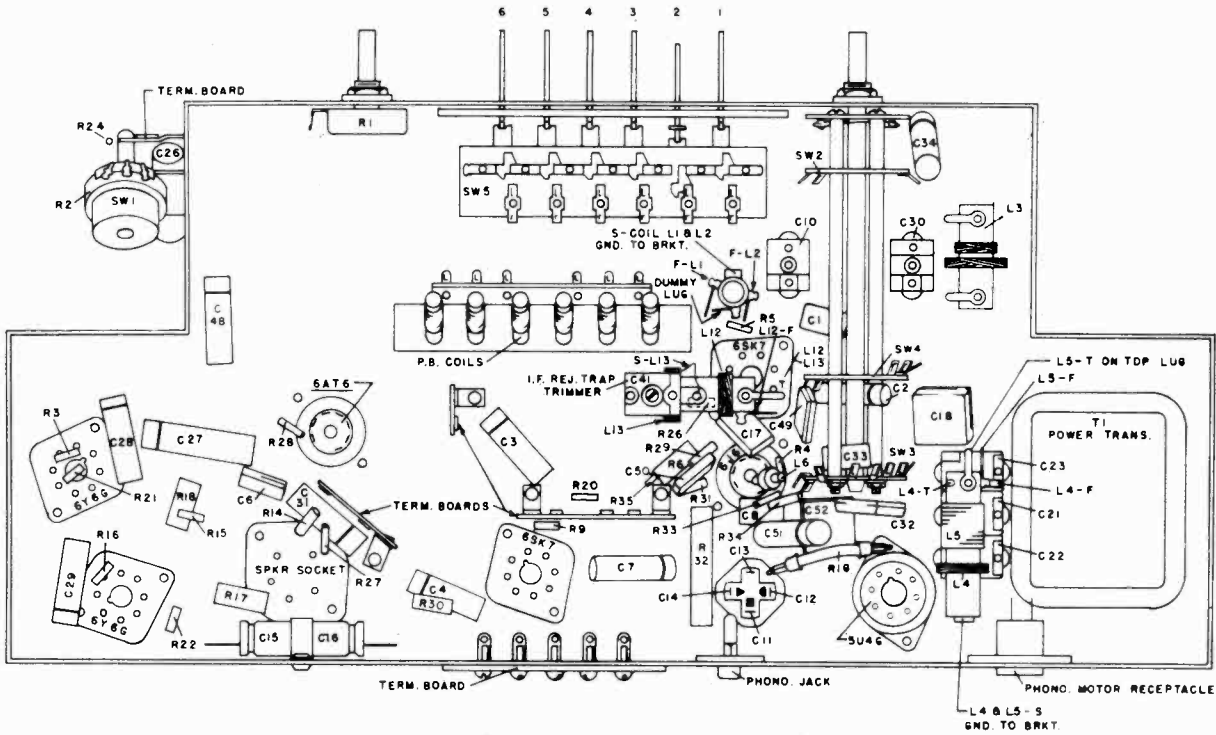 6 5 4 3 2 1
TERM. BOARD
R24
C26
R2
SW1
R1
SW5
SW2
C34
S-COIL L1 & L2
GND. TO BRKT.
C10
C30
L3
F-L1
F-L2
DUMMY
LUG
R5
L12-F
L12
C1
C
48
P.B. COILS
6SK7
L12
L13
T
SW4
L5-T ON TOP LUG
L5-F
S-L13
I.F. REJ. TRAP
TRIMMER
C41
C2
C18
T1
POWER TRANS.
6AT6
R3
C28
C27
R28
C3
L13
R26
C49
R29
C17
R4
C33
SW3
6Y6G
R21
R18
C6
C
31
R14
R15
TERM. BOARDS
R20
R9
C50
R6
R35
R31
L6
R33
R34
C52
C32
L4-T
C23
L4-F
C21
L5
C22
R16
C29
6Y6G
R22
R17
SPKR SOCKET
R27
C4
R30
6SK7
C7
R
32
C51
C13
C14
C12
C11
R19
5U4G
L4
C15
C16
TERM. BOARD
PHONO. JACK
PHONO. MOTOR RECEPTACLE
L4 & L5-S
GND. TO BRKT.